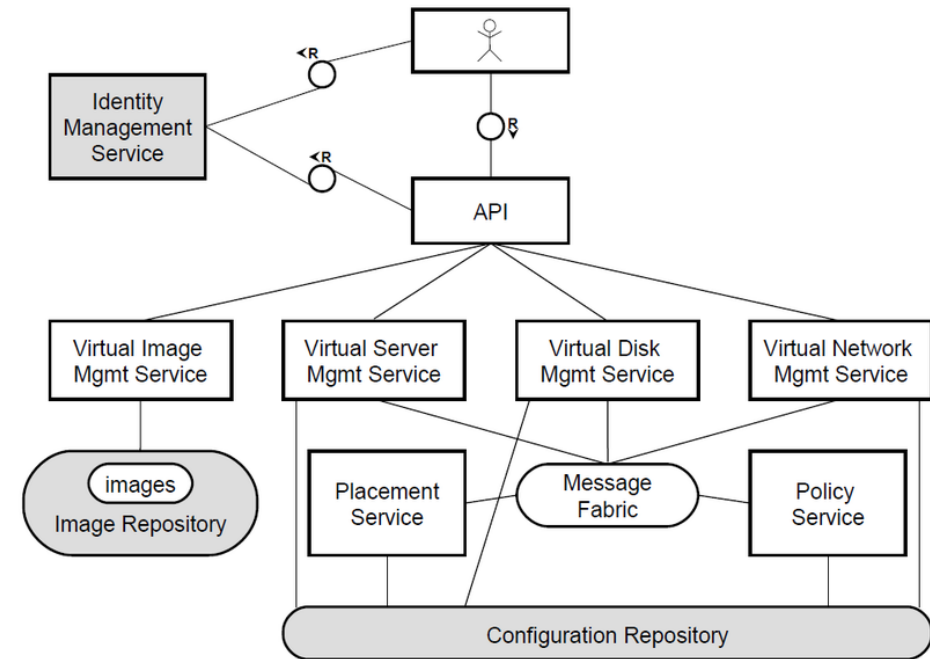 R
Identity
Management
Service
R
R
API
Virtual Image
Mgmt Service
Virtual Server
Mgmt Service
Virtual Disk
Mgmt Service
Virtual Network
Mgmt Service
images
Image Repository
Placement
Service
Message
Fabric
Policy
Service
Configuration Repository